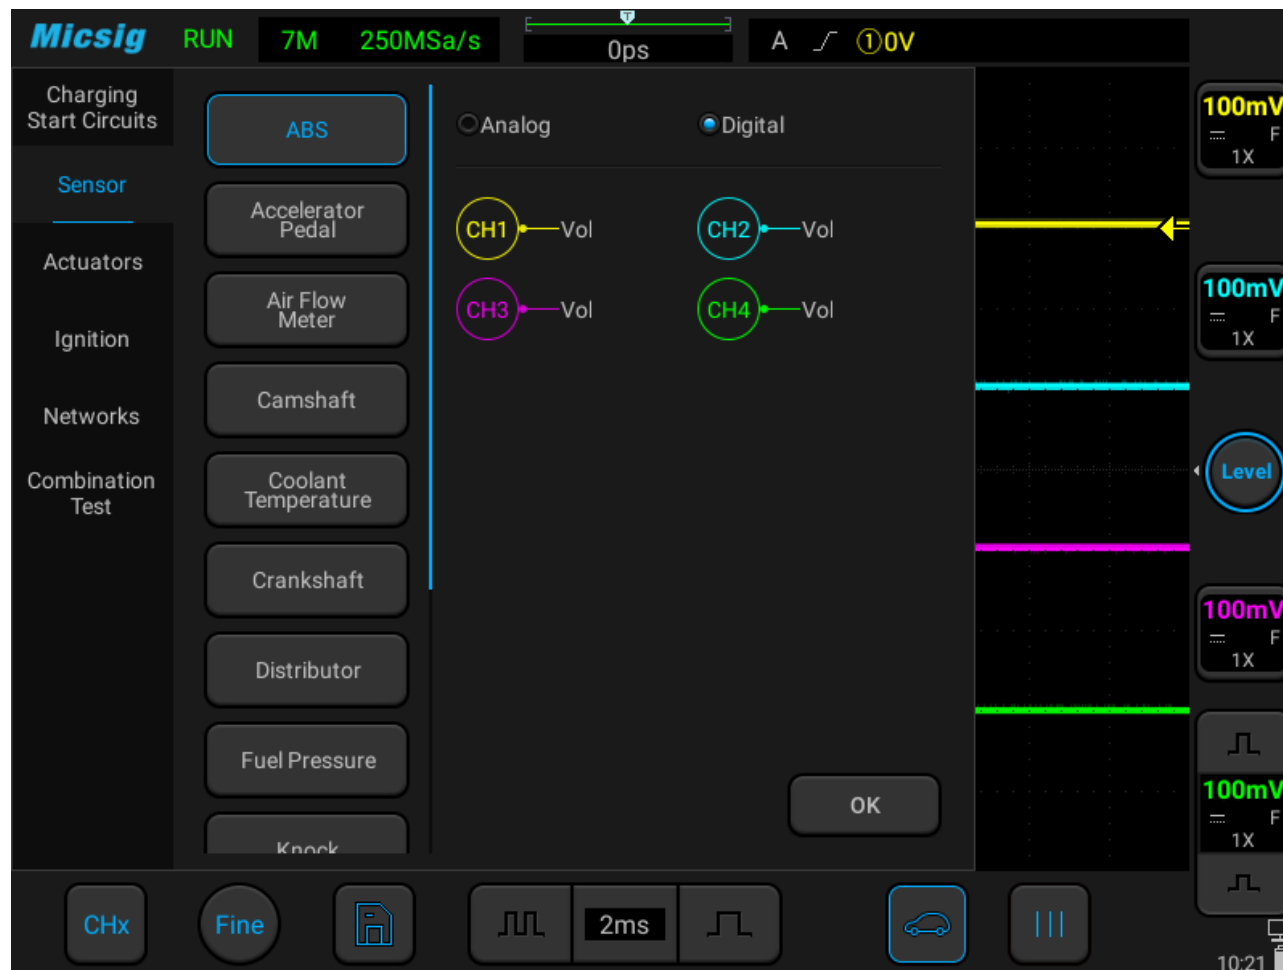 Micsig RUN 7M 250MSa/s T 0ps A ①0V
Charging
Start Circuits
Sensor
Actuators
Ignition
Networks
Combination
Test
ABS
Accelerator
Pedal
Air Flow
Meter
Camshaft
Coolant
Temperature
Crankshaft
Distributor
Fuel Pressure
Knock
Analog Digital
CH1 Vol CH2 Vol
CH3 Vol CH4 Vol
OK
100mV
F
1X
100mV
F
1X
Level
100mV
F
1X
100mV
F
1X
CHx Fine 2ms
10:21